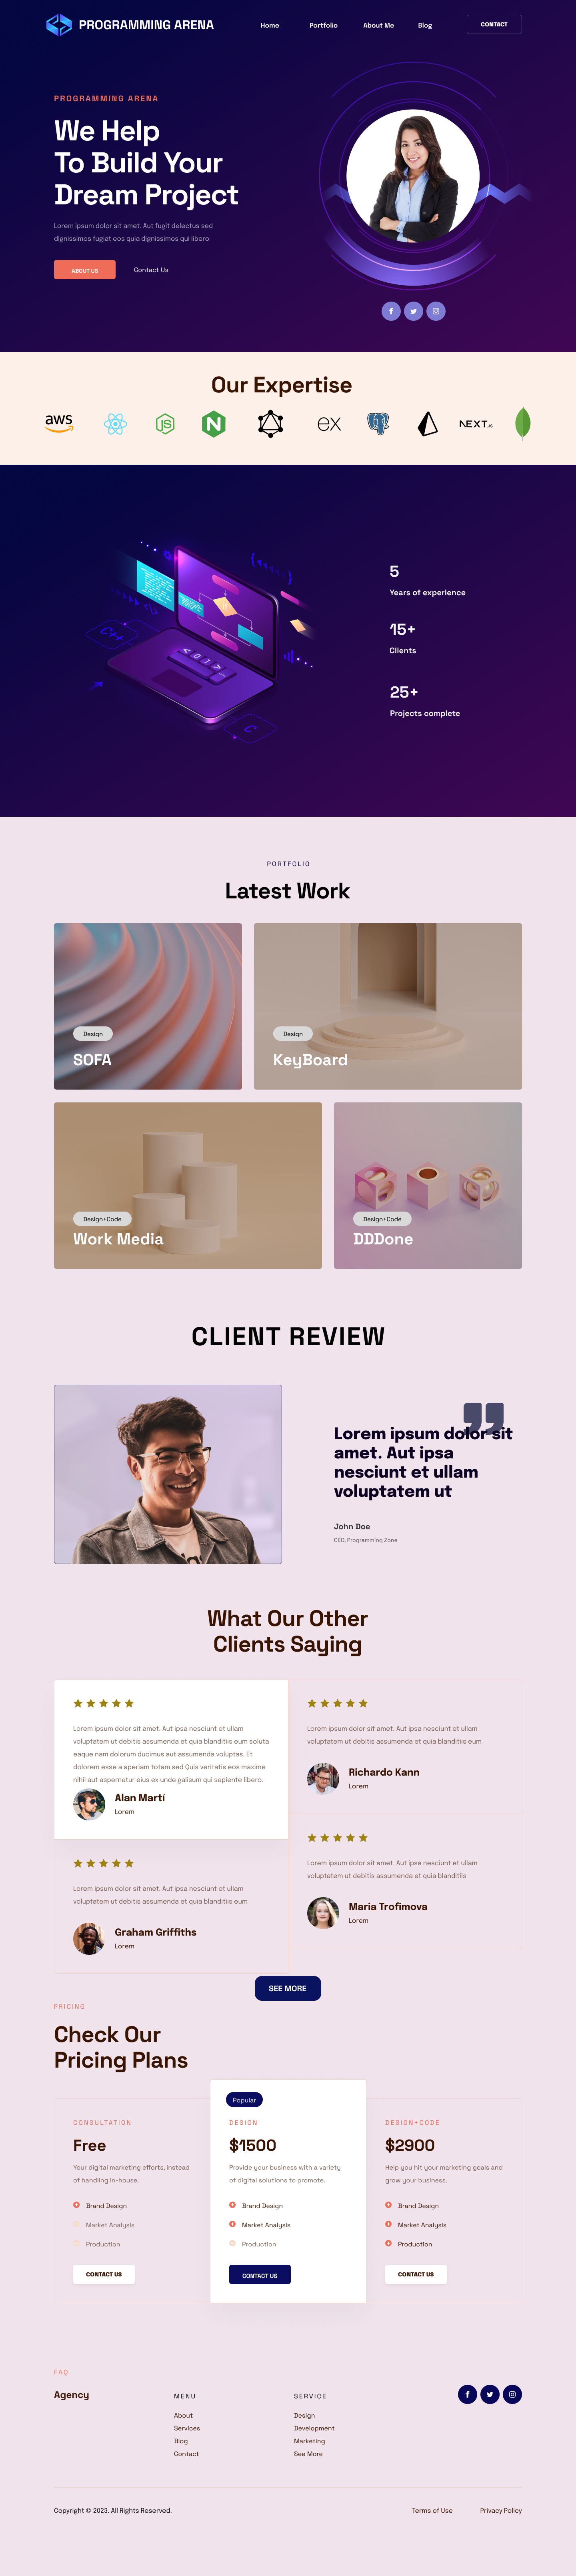 PROGRAMMING ARENA
Home
Portfolio
About Me
Blog
CONTACT
PROGRAMMING ARENA
We Help
To Build Your
Dream Project
Lorem ipsum dolor sit amet. Aut fugit delectus sed
dignissimos fugiat eos quia dignissimos qui libero
ABOUT US
Contact Us
Our Expertise
aws
JS
N
ex
NEXT.JS
C++
<01>
C
5
Years of experience
15+
Clients
25+
Projects complete
PORTFOLIO
Latest Work
Design
SOFA
Design
KeyBoard
Design+Code
Work Media
Design+Code
DDDone
CLIENT REVIEW
Lorem ipsum dolor sit
amet. Aut ipsa
nesciunt et ullam
voluptatem ut
John Doe
CEO, Programming Zone
What Our Other
Clients Saying
Lorem ipsum dolor sit amet. Aut ipsa nesciunt et ullam
voluptatem ut debitis assumenda et quia blanditiis eum soluta
eaque nam dolorum ducimus aut assumenda voluptas. Et
dolorem esse a aperiam totam sed Quis veritatis eos maxime
nihil aut aspernatur eius ex unde galisum qui sapiente libero.
Alan Martí
Lorem
Lorem ipsum dolor sit amet. Aut ipsa nesciunt et ullam
voluptatem ut debitis assumenda et quia blanditiis eum
Richardo Kann
Lorem
Lorem ipsum dolor sit amet. Aut ipsa nesciunt et ullam
voluptatem ut debitis assumenda et quia blanditiis eum
Graham Griffiths
Lorem
Lorem ipsum dolor sit amet. Aut ipsa nesciunt et ullam
voluptatem ut debitis assumenda et quia blanditiis
Maria Trofimova
Lorem
SEE MORE
PRICING
Check Our
Pricing Plans
CONSULTATION
Free
Your digital marketing efforts, instead
of handling in-house.
Brand Design
Market Analysis
Production
CONTACT US
Popular
DESIGN
$1500
Provide your business with a variety
of digital solutions to promote.
Brand Design
Market Analysis
Production
CONTACT US
DESIGN+CODE
$2900
Help you hit your marketing goals and
grow your business.
Brand Design
Market Analysis
Production
CONTACT US
FAQ
Agency
MENU
About
Services
Blog
Contact
SERVICE
Design
Development
Marketing
See More
Copyright © 2023. All Rights Reserved.
Terms of Use
Privacy Policy